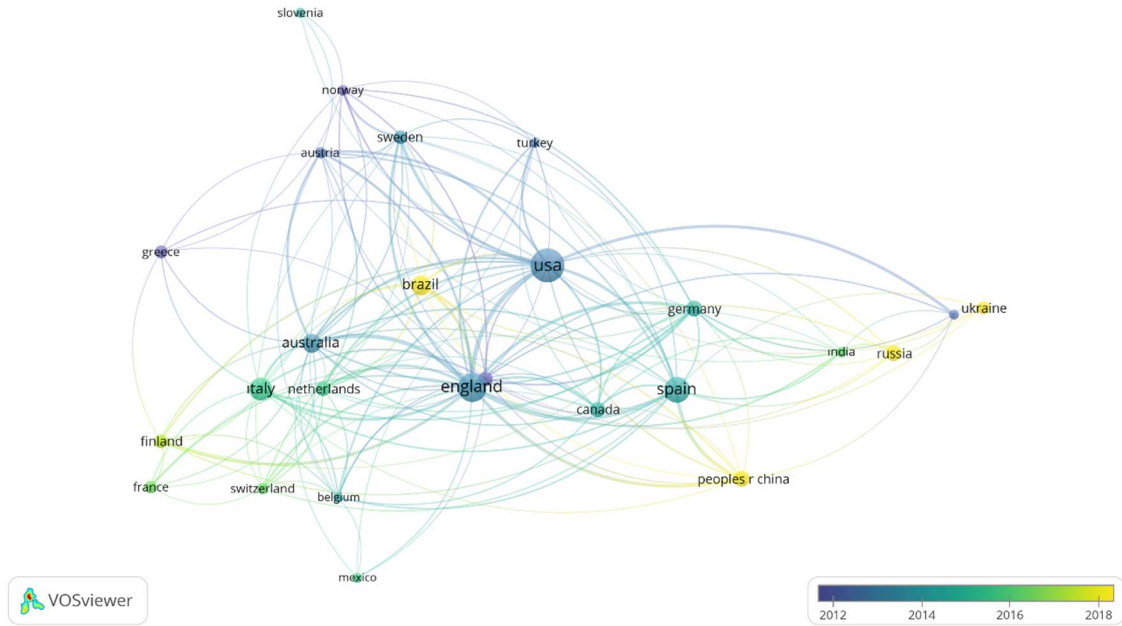 slovenia
norway
sweden
turkey
austria
greece
usa
brazil
ukraine
germany
australia
india
russia
england
italy
netherlands
spain
canada
finland
peoples r china
france
switzerland
belgium
mexico
VOSviewer
2012
2014
2016
2018